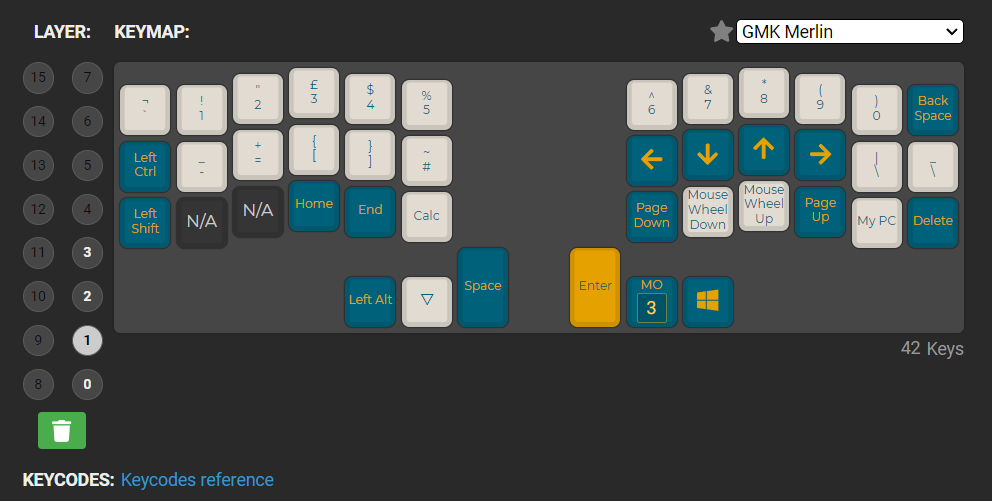 LAYER: KEYMAP: GMK Merlin
15 7
14 6
13 5
12 4
11 3
10 2
9 1
8 0
¬ ! " £ $ % ^ & * ( ) Back
` 1 2 3 4 5 6 7 8 9 0 Space
Left _ + { } ~ ← ↓ ↑ → | _
Ctrl - = [ ] # \ \
Left N/A N/A Home End Calc Page Mouse Mouse Page My PC Delete
Shift Down Wheel Wheel Up
Down Up
Left Alt ▽ Space Enter MO
3
42 Keys
KEYCODES: Keycodes reference